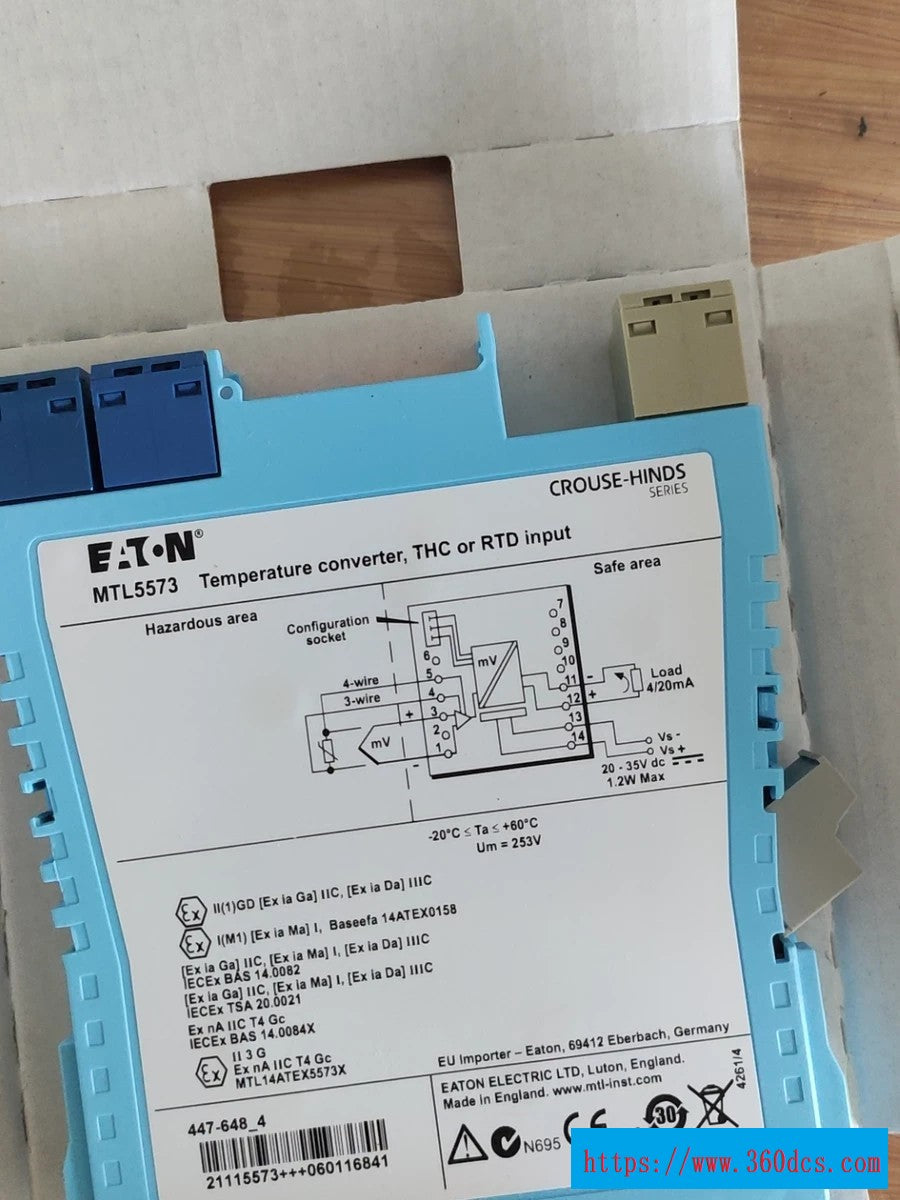 CROUSE-HINDS
SERIES
EATON®
MTL5573 Temperature converter, THC or RTD input
Hazardous area
Safe area
Configuration
socket
7
8
9
10
11
12
13
14
6
5
4
3
2
1
4-wire
3-wire
mV
mV
+
-
-
+
Load
4/20mA
Vs -
Vs +
20 - 35V dc
1.2W Max
-20°C ≤ Ta ≤ +60°C
Um = 253V
Ex II(1)GD [Ex ia Ga] IIC, [Ex ia Da] IIIC
Ex I(M1) [Ex ia Ma] I, Baseefa 14ATEX0158
[Ex ia Ga] IIC, [Ex ia Ma] I, [Ex ia Da] IIIC
IECEx BAS 14.0082
[Ex ia Ga] IIC, [Ex ia Ma] I, [Ex ia Da] IIIC
IECEx TSA 20.0021
Ex nA IIC T4 Gc
IECEx BAS 14.0084X
Ex II 3 G
Ex nA IIC T4 Gc
MTL14ATEX5573X
EU Importer – Eaton, 69412 Eberbach, Germany
EATON ELECTRIC LTD, Luton, England.
Made in England. www.mtl-inst.com
4261/4
447-648_4
21115573+++060116841
N695
CE
30
https://www.360dcs.com